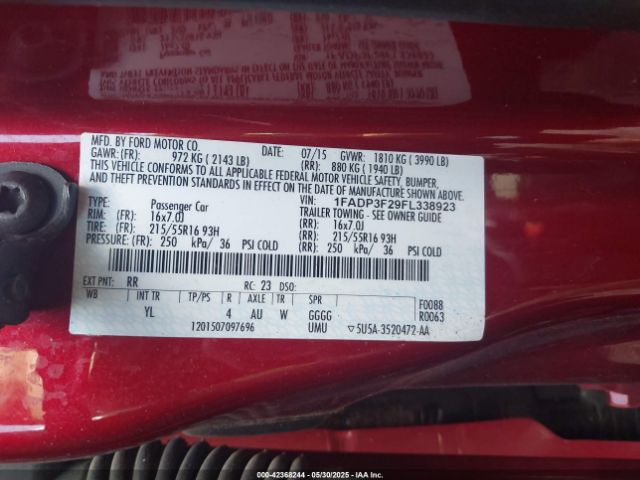 MFD. BY FORD MOTOR CO. DATE: 07/15 GVWR: 1810 KG ( 3990 LB)
GAWR: (FR): 972 KG ( 2143 LB) (RR): 880 KG ( 1940 LB)
THIS VEHICLE CONFORMS TO ALL APPLICABLE FEDERAL MOTOR VEHICLE SAFETY, BUMPER,
AND THEFT PREVENTION STANDARDS IN EFFECT ON THE DATE OF MANUFACTURE SHOWN ABOVE.
VIN: 1FADP3F29FL338923
TYPE: Passenger Car TRAILER TOWING - SEE OWNER GUIDE
RIM: (FR): 16x7.0J (RR): 16x7.0J
TIRE: (FR): 215/55R16 93H (RR): 215/55R16 93H
PRESSURE: (FR): 250 kPa/ 36 PSI COLD (RR): 250 kPa/ 36 PSI COLD
EXT PNT: RR RC: 23 DSO:
WB INT TR TP/PS R AXLE TR SPR F0088
YL 4 AU W GGGG R0063
1201507097696 UMU ▽5U5A-3520472-AA
000-42368244 - 05/30/2025 - IAAI.com